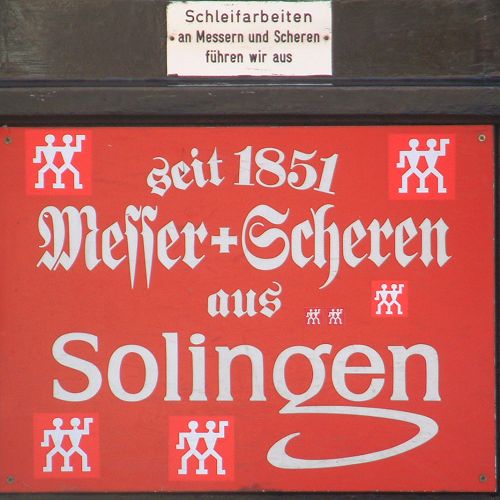 Schleifarbeiten
an Messern und Scheren
führen wir aus
seit 1851
Messer+Scheren
aus
Solingen